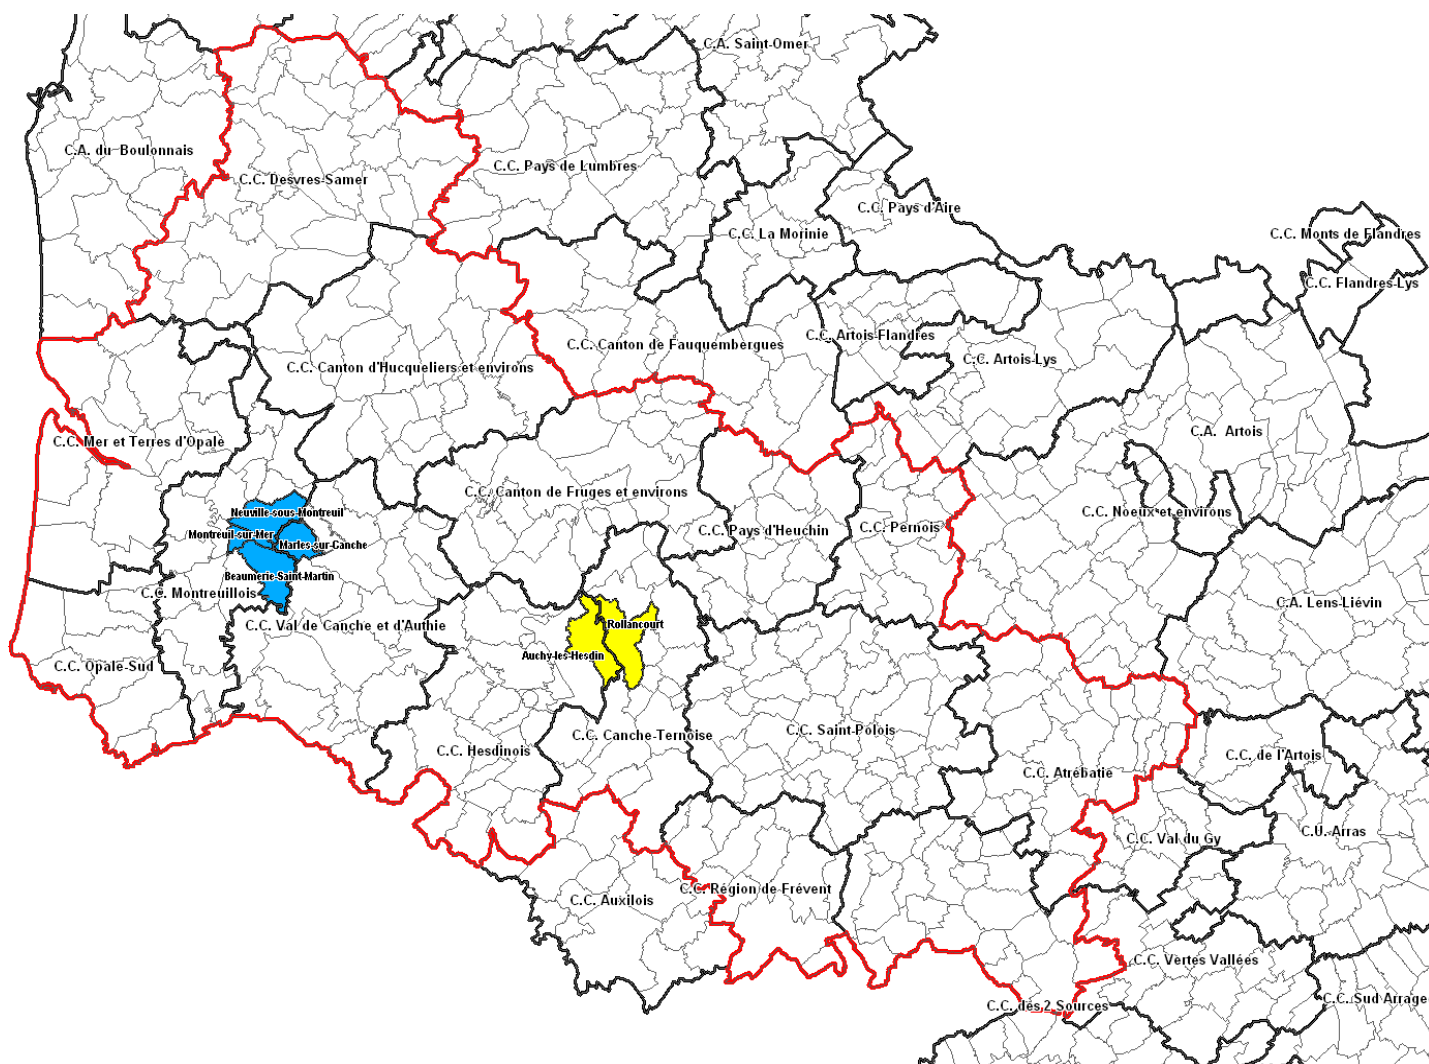 C.A. Saint-Omer
C.A. du Boulonnais
C.C. Desvres-Samer
C.C. Pays de Lumbres
C.C. Pays d'Aire
C.C. La Morinie
C.C. Monts de Flandres
C.C. Flandres-Lys
C.C. Artois-Flandres
C.C. Canton de Fauquembergues
C.C. Artois-Lys
C.C. Canton d'Hucqueliers et environs
C.A. Artois
C.C. Mer et Terres d'Opale
C.C. Canton de Fruges et environs
Neuville-sous-Montreuil
C.C. Noeux et environs
C.C. Pays d'Heuchin
C.C. Pernois
Montreuil-sur-Mer
Marles-sur-Canche
Beaumerie-Saint-Martin
C.C. Montreuillois
C.A. Lens-Liévin
C.C. Val de Canche et d'Authie
Rollancourt
Auchy-les-Hesdin
C.C. Opale-Sud
C.C. Saint-Polois
C.C. Canche-Ternoise
C.C. Hesdinois
C.C. de l'Artois
C.C. Atrébatie
C.U. Arras
C.C. Val du Gy
C.C. Région de Frévent
C.C. Auxilois
C.C. Vertes Vallées
C.C. Sud Arrage
C.C. des 2 Sources